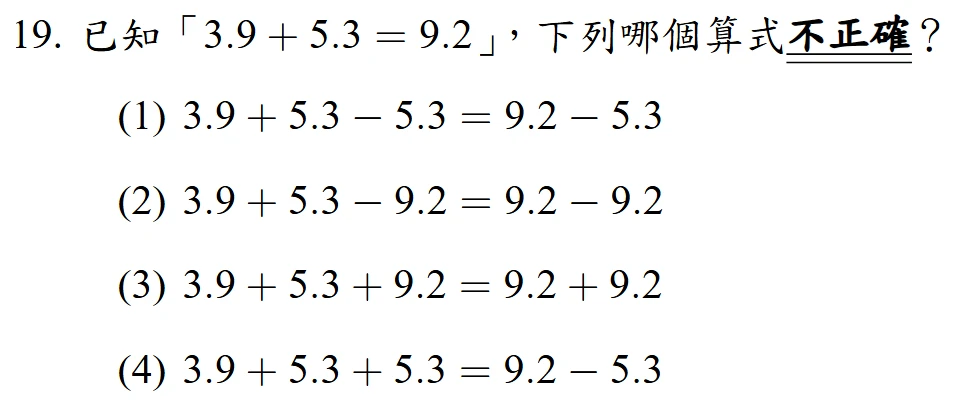 19. 已知「3.9 + 5.3 = 9.2」，下列哪個算式不正確？
(1) 3.9 + 5.3 − 5.3 = 9.2 − 5.3
(2) 3.9 + 5.3 − 9.2 = 9.2 − 9.2
(3) 3.9 + 5.3 + 9.2 = 9.2 + 9.2
(4) 3.9 + 5.3 + 5.3 = 9.2 − 5.3